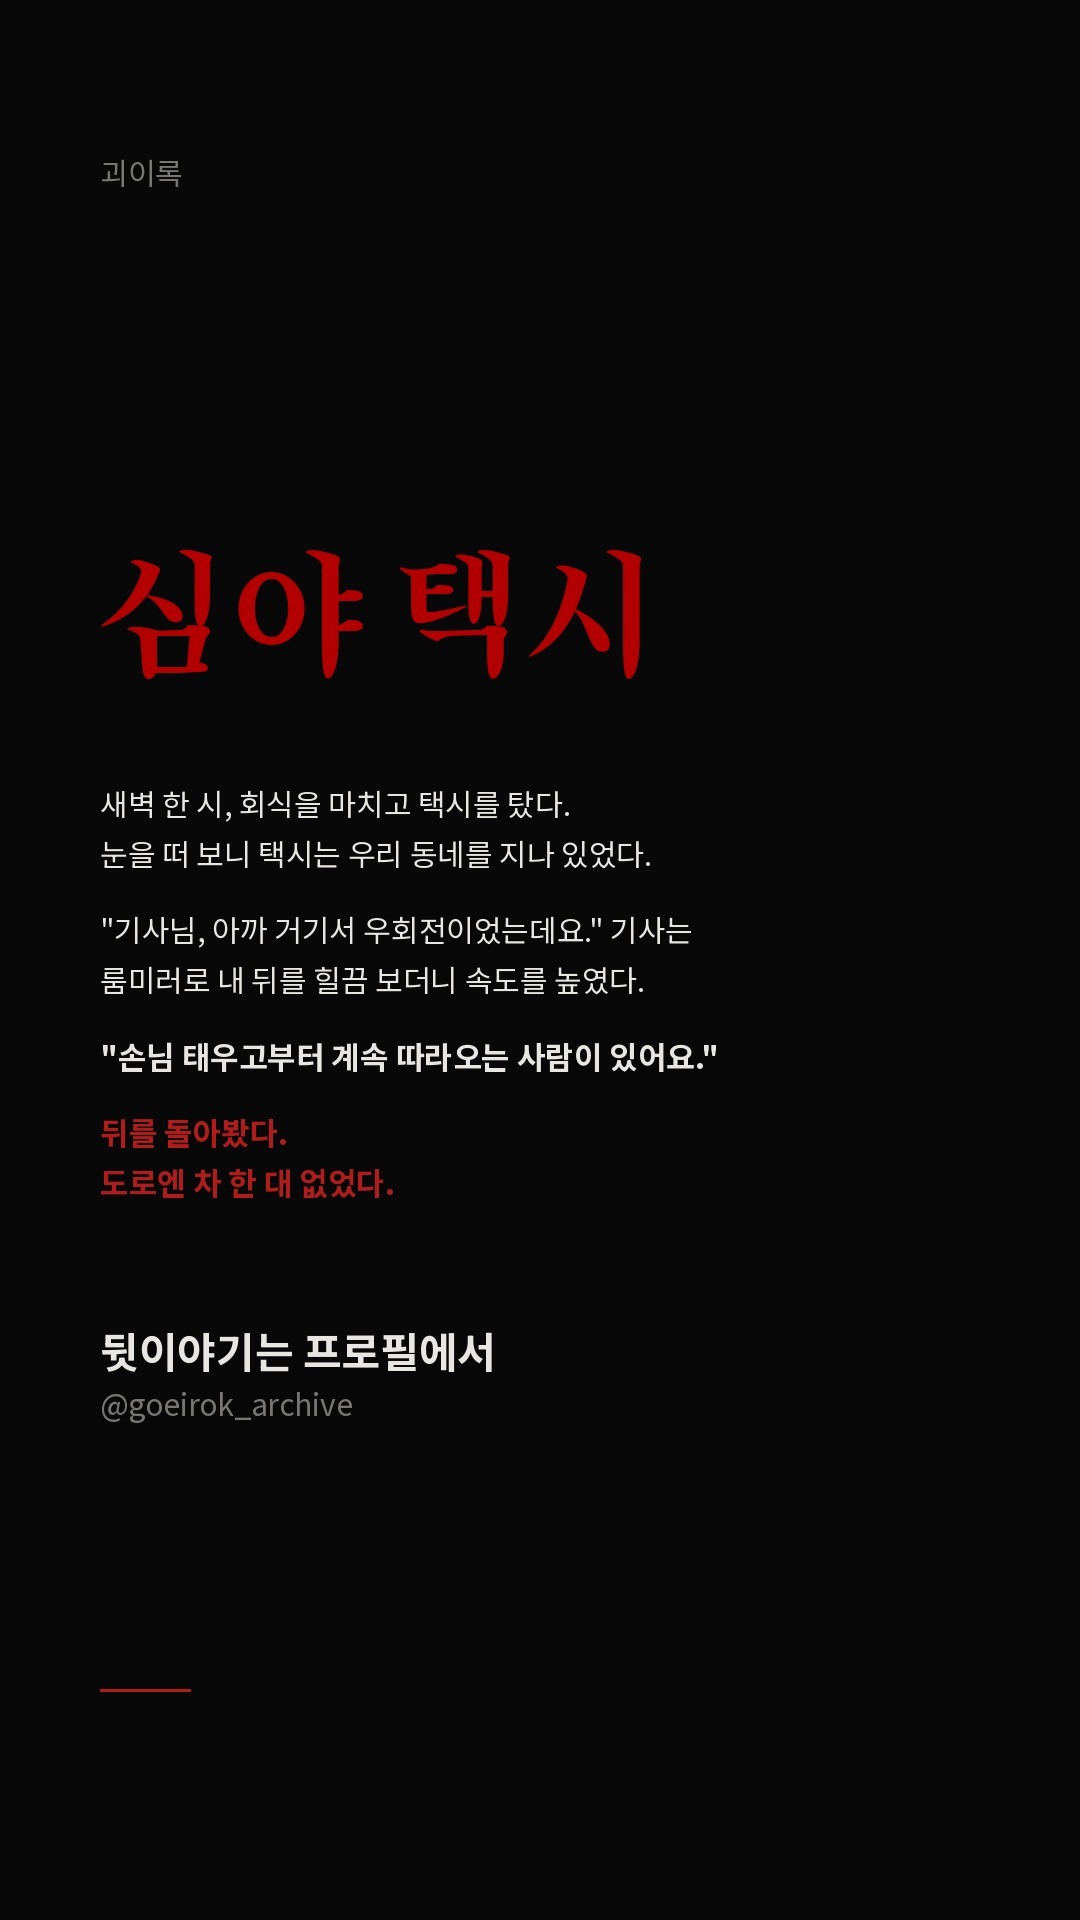 괴이록
심야 택시
새벽 한 시, 회식을 마치고 택시를 탔다.
눈을 떠 보니 택시는 우리 동네를 지나 있었다.
"기사님, 아까 거기서 우회전이었는데요." 기사는
룸미러로 내 뒤를 힐끔 보더니 속도를 높였다.
"손님 태우고부터 계속 따라오는 사람이 있어요."
뒤를 돌아봤다.
도로엔 차 한 대 없었다.
뒷이야기는 프로필에서
@goeirok_archive